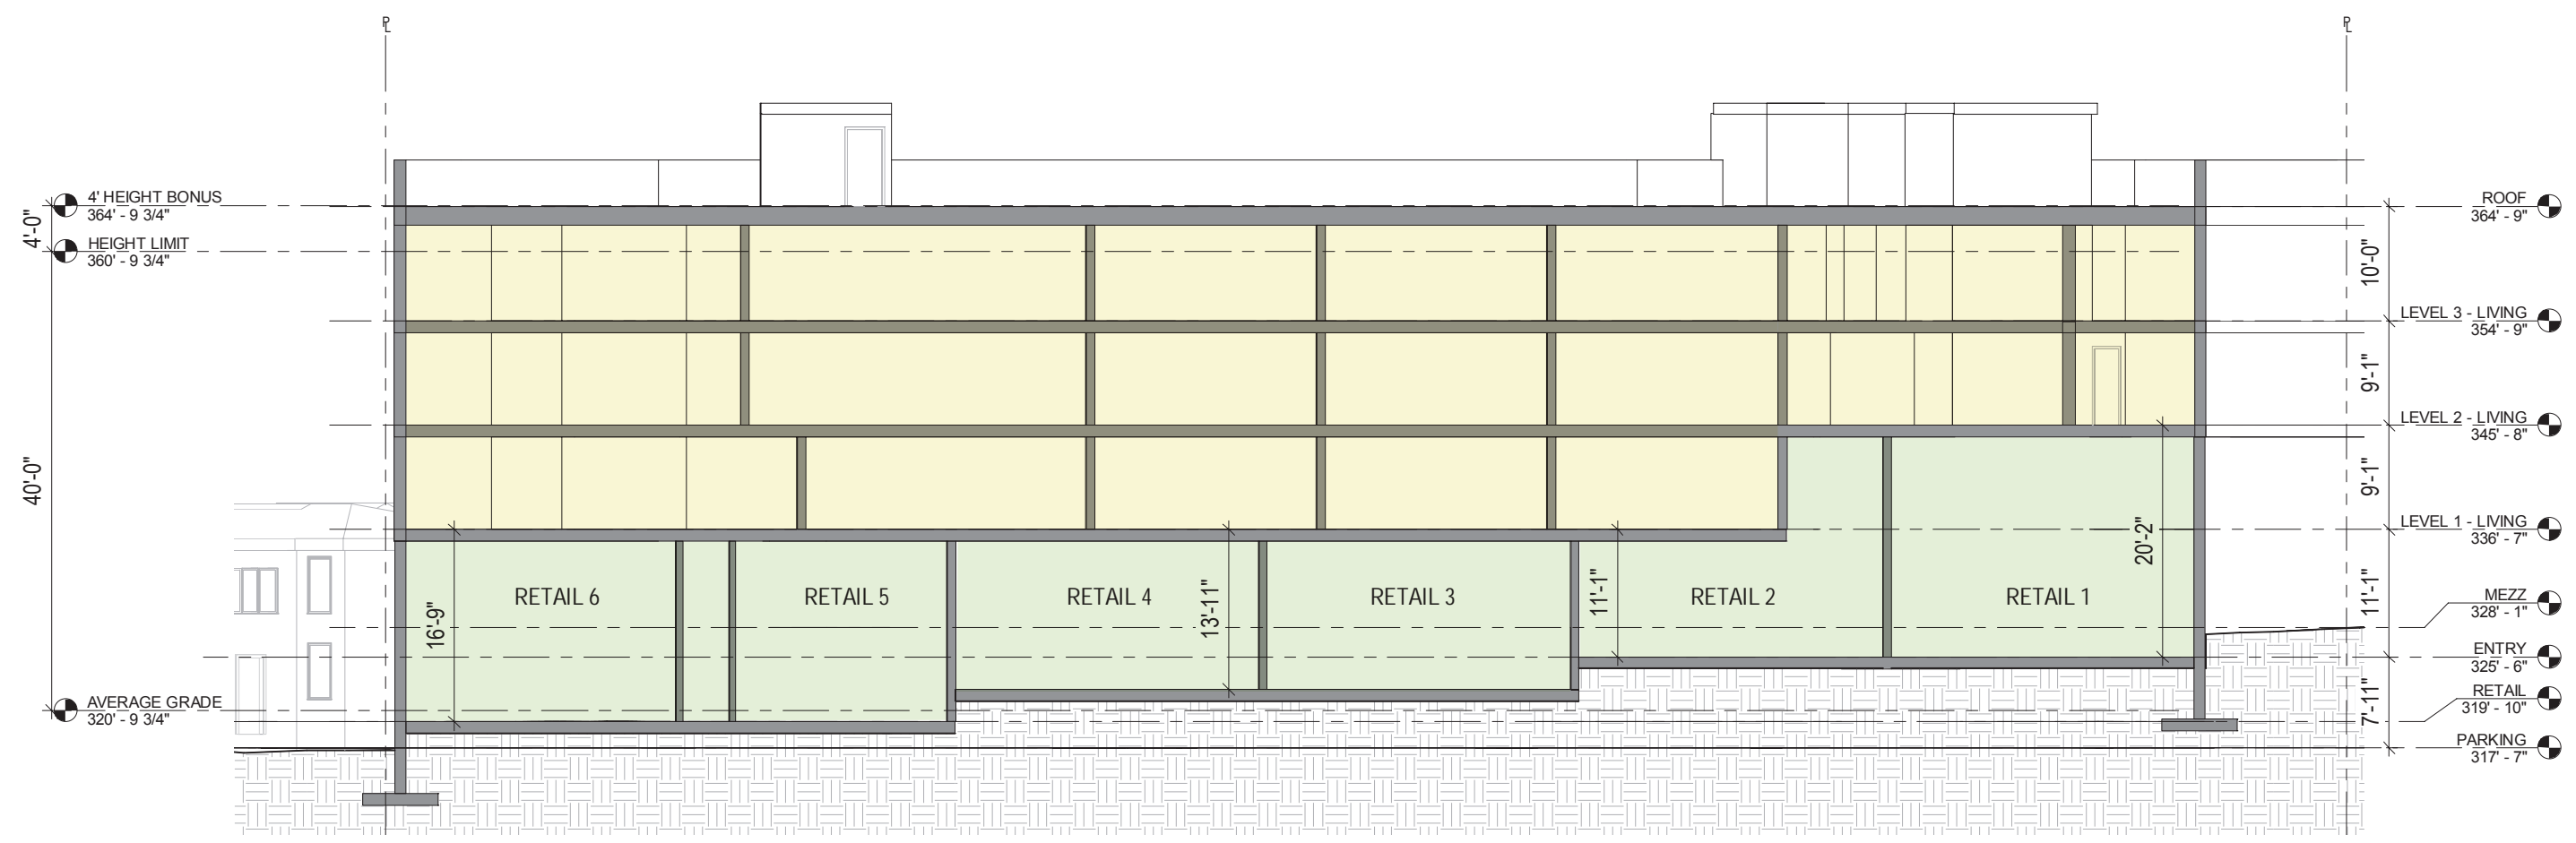 PL
PL
4' HEIGHT BONUS
364' - 9 3/4"
HEIGHT LIMIT
360' - 9 3/4"
AVERAGE GRADE
320' - 9 3/4"
4'-0"
40'-0"
RETAIL 6
RETAIL 5
RETAIL 4
RETAIL 3
RETAIL 2
RETAIL 1
16'-9"
13'-11"
11'-1"
20'-2"
10'-0"
9'-1"
9'-1"
11'-1"
7'-11"
ROOF
364' - 9"
LEVEL 3 - LIVING
354' - 9"
LEVEL 2 - LIVING
345' - 8"
LEVEL 1 - LIVING
336' - 7"
MEZZ
328' - 1"
ENTRY
325' - 6"
RETAIL
319' - 10"
PARKING
317' - 7"